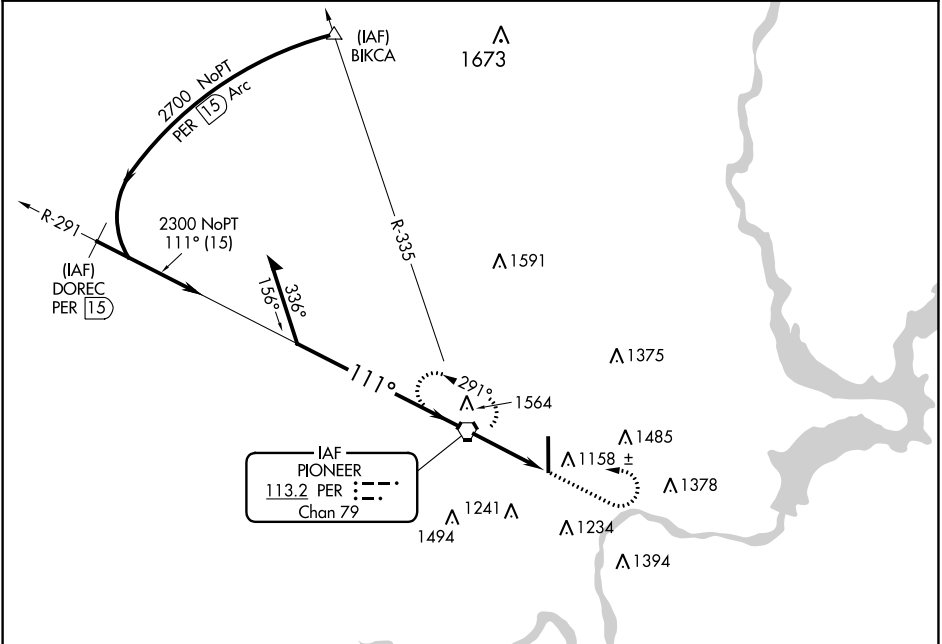 (IAF)
BIKCA
1673
2700 NoPT
PER 15 Arc
R-291
2300 NoPT
111° (15)
(IAF)
DOREC
PER 15
R-335
336°
156°
1591
1375
111°
291°
1564
IAF
PIONEER
113.2 PER
Chan 79
1485
1158 ±
1378
1241
1494
1234
1394